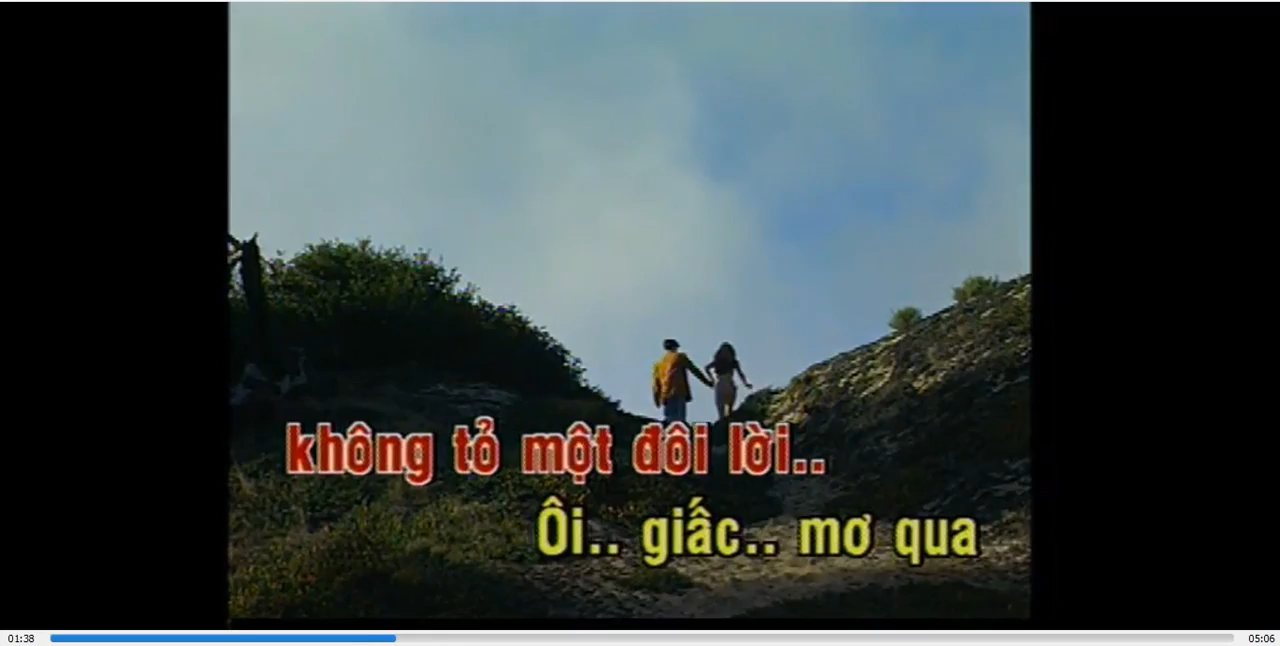 không tỏ một đôi lời..
Ôi.. giấc.. mơ qua
01:38
05:06